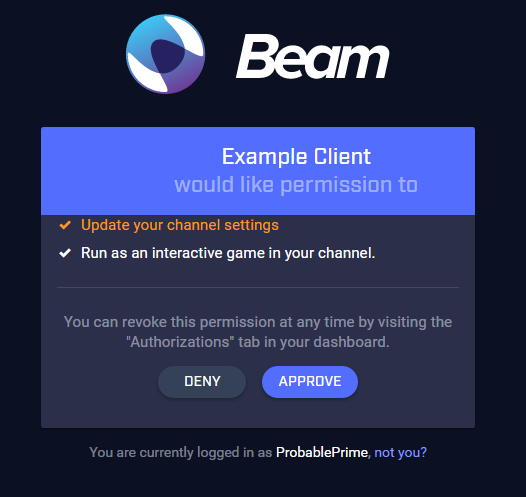 Beam
Example Client
would like permission to
Update your channel settings
Run as an interactive game in your channel.
You can revoke this permission at any time by visiting the
"Authorizations" tab in your dashboard.
DENY
APPROVE
You are currently logged in as ProbablePrime, not you?